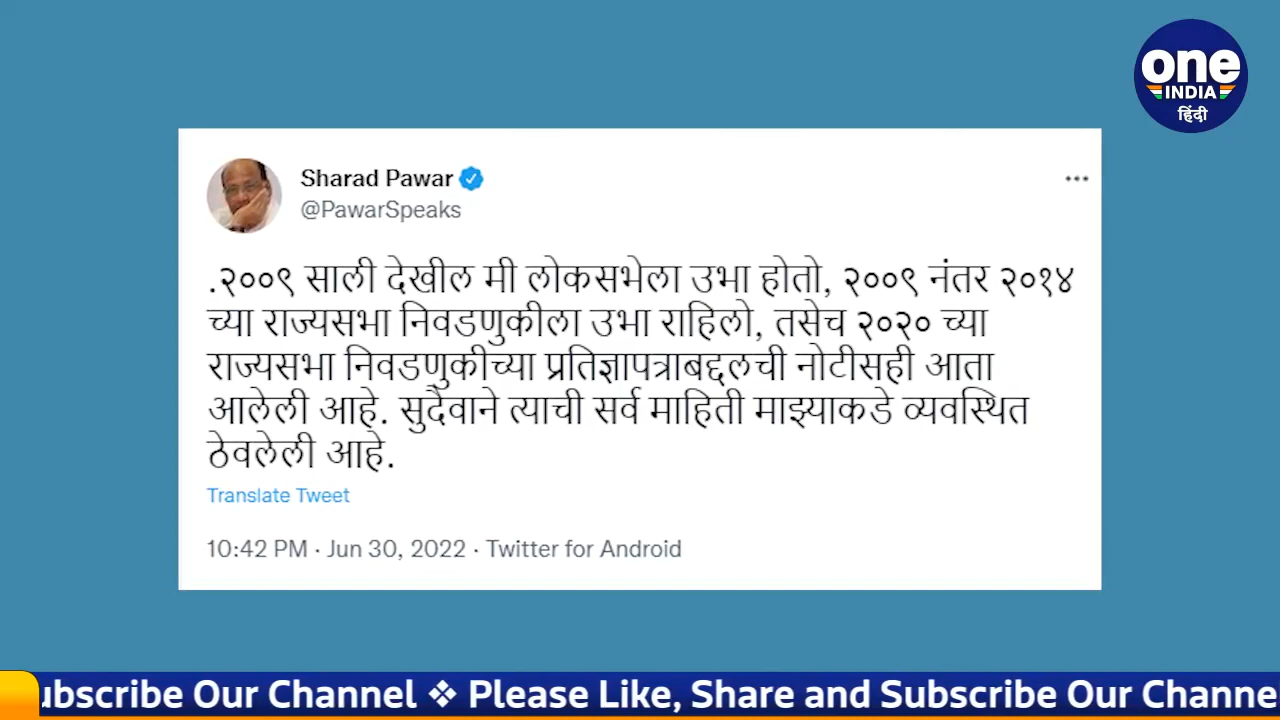 one
INDIA
हिंदी
Sharad Pawar
@PawarSpeaks
.२००९ साली देखील मी लोकसभेला उभा होतो, २००९ नंतर २०१४
च्या राज्यसभा निवडणुकीला उभा राहिलो, तसेच २०२० च्या
राज्यसभा निवडणुकीच्या प्रतिज्ञापत्राबद्दलची नोटीसही आता
आलेली आहे. सुदैवाने त्याची सर्व माहिती माझ्याकडे व्यवस्थित
ठेवलेली आहे.
Translate Tweet
10:42 PM · Jun 30, 2022 · Twitter for Android
ubscribe Our Channel ❖ Please Like, Share and Subscribe Our Channe